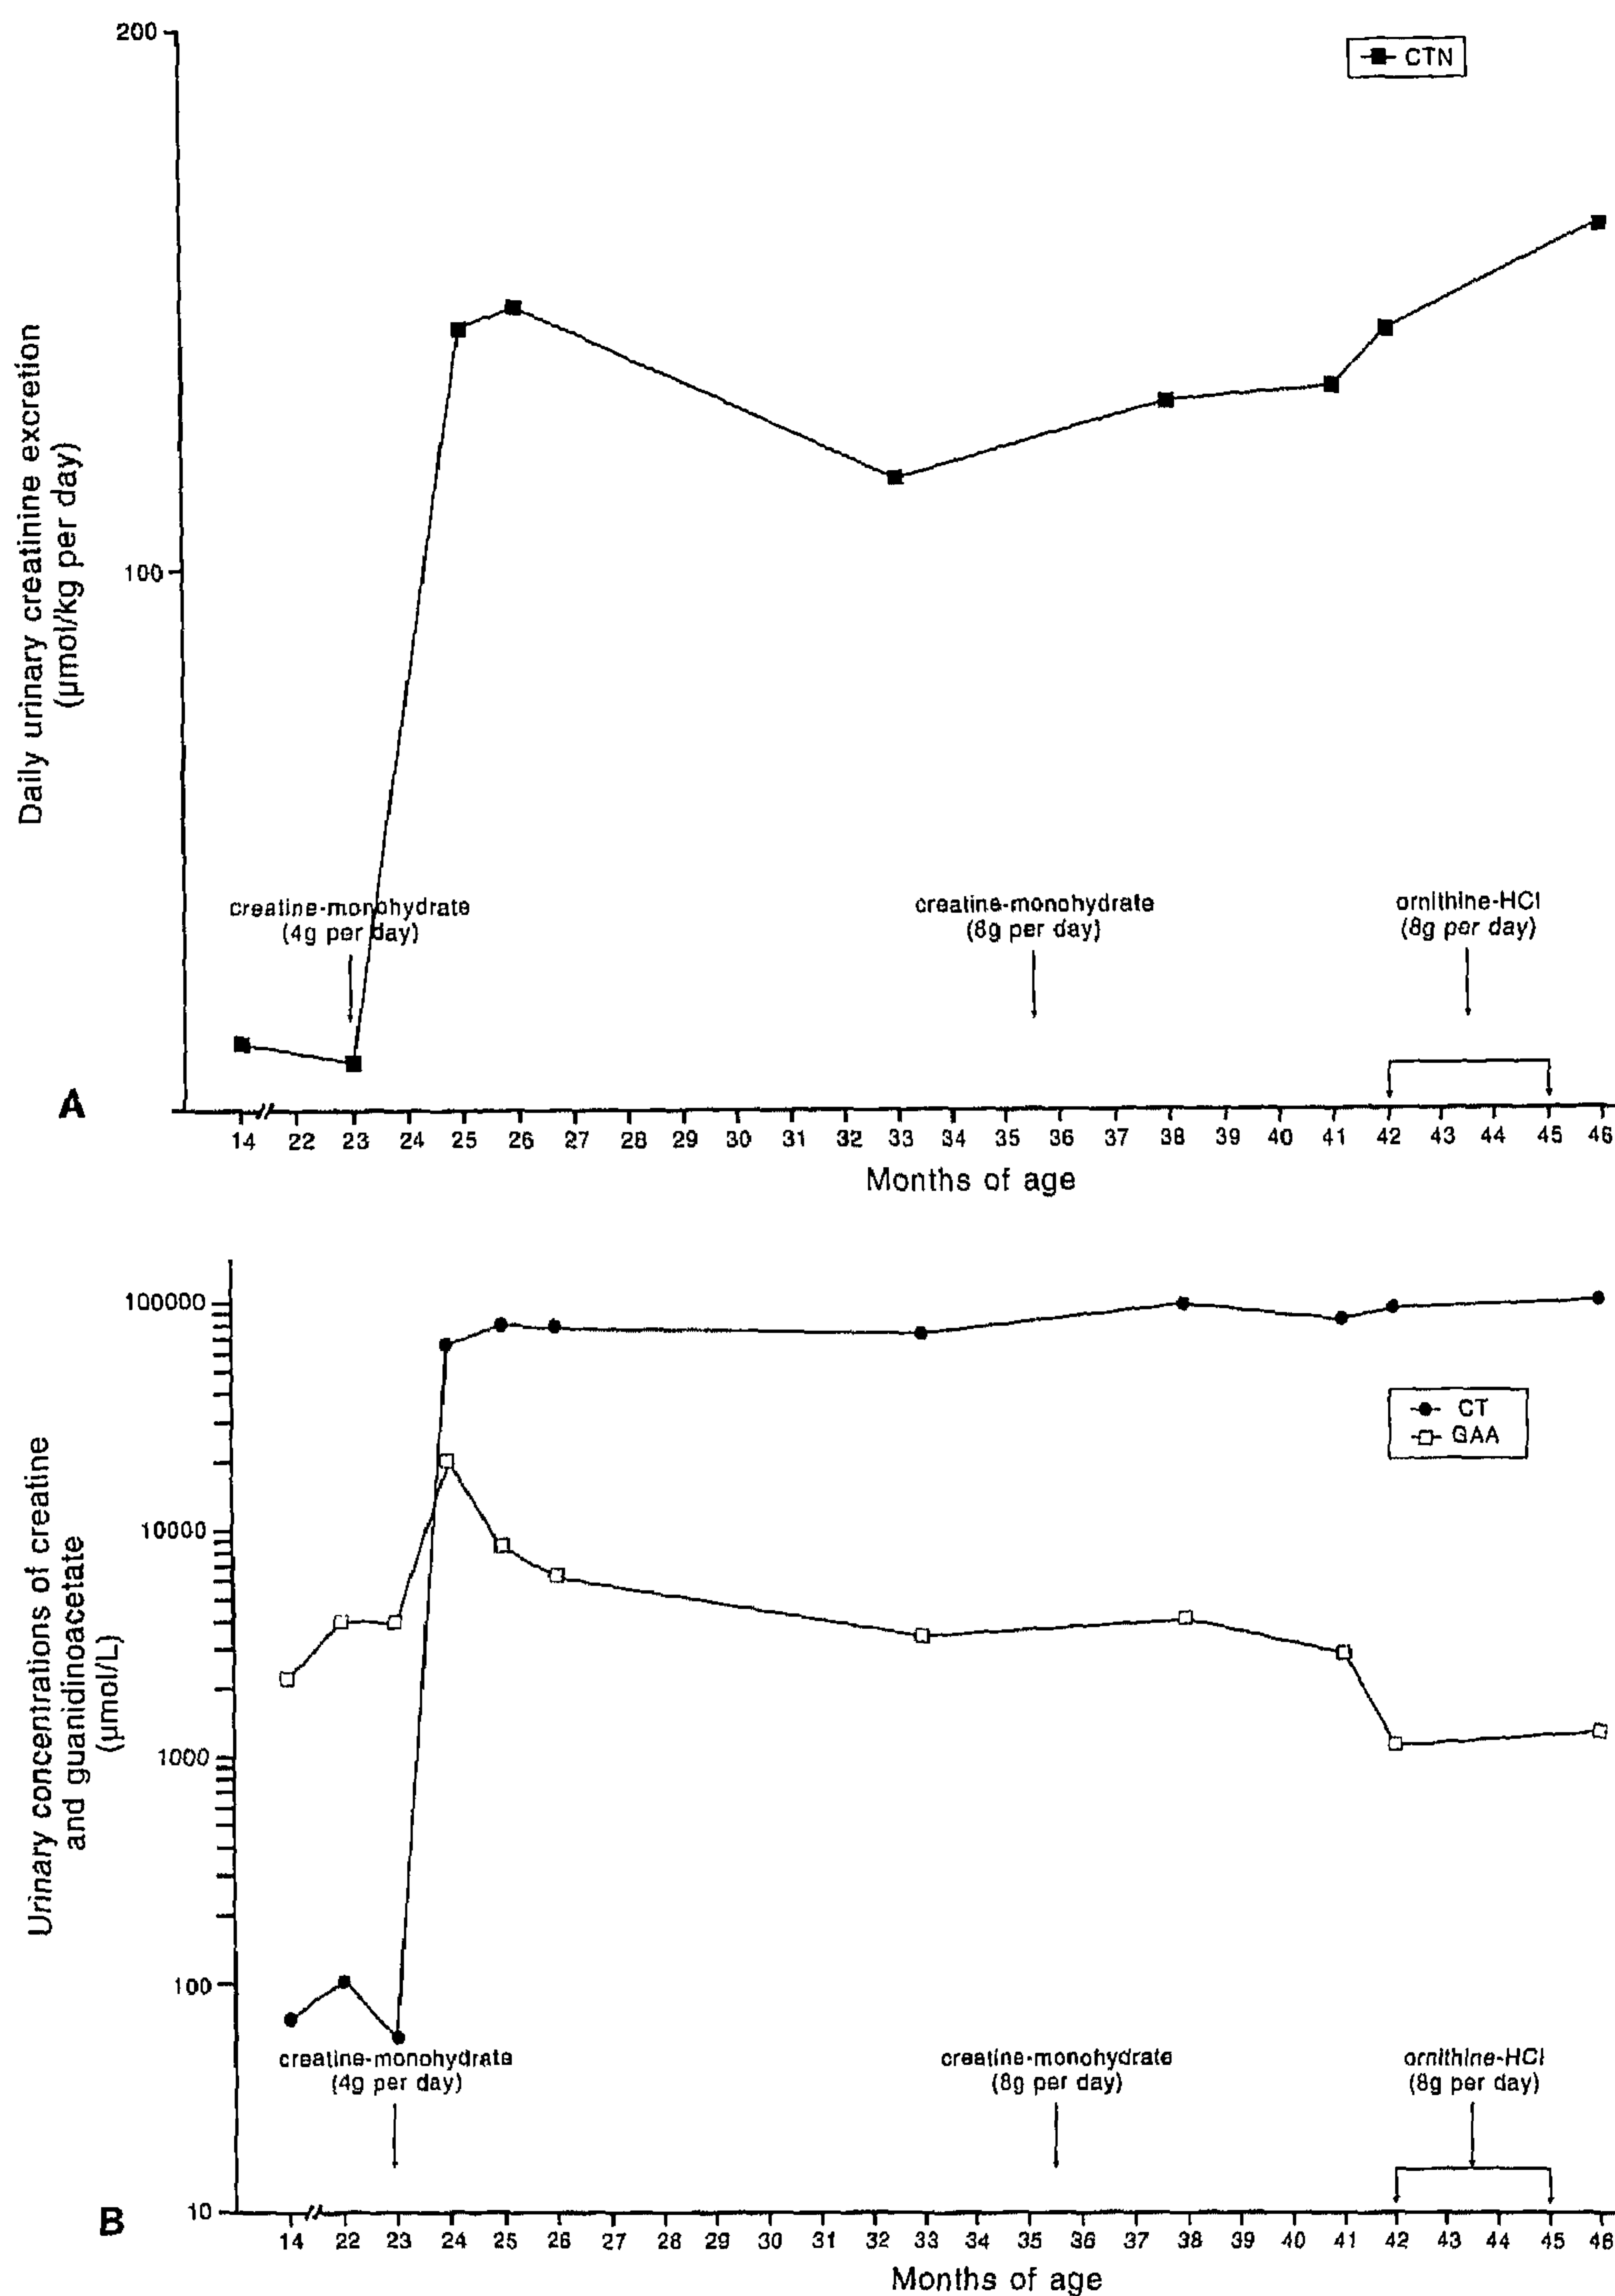 200
CTN
100
Daily urinary creatinine excretion
(µmol/kg per day)
creatine-monohydrate
(4g per day)
creatine-monohydrate
(8g per day)
ornithine-HCl
(8g per day)
A
14 22 23 24 25 26 27 28 29 30 31 32 33 34 35 36 37 38 39 40 41 42 43 44 45 46
Months of age
100000
CT
GAA
10000
1000
100
10
Urinary concentrations of creatine
and guanidinoacetate
(µmol/L)
creatine-monohydrate
(4g per day)
creatine-monohydrate
(8g per day)
ornithine-HCl
(8g per day)
B
14 22 23 24 25 26 27 28 29 30 31 32 33 34 35 36 37 38 39 40 41 42 43 44 45 46
Months of age